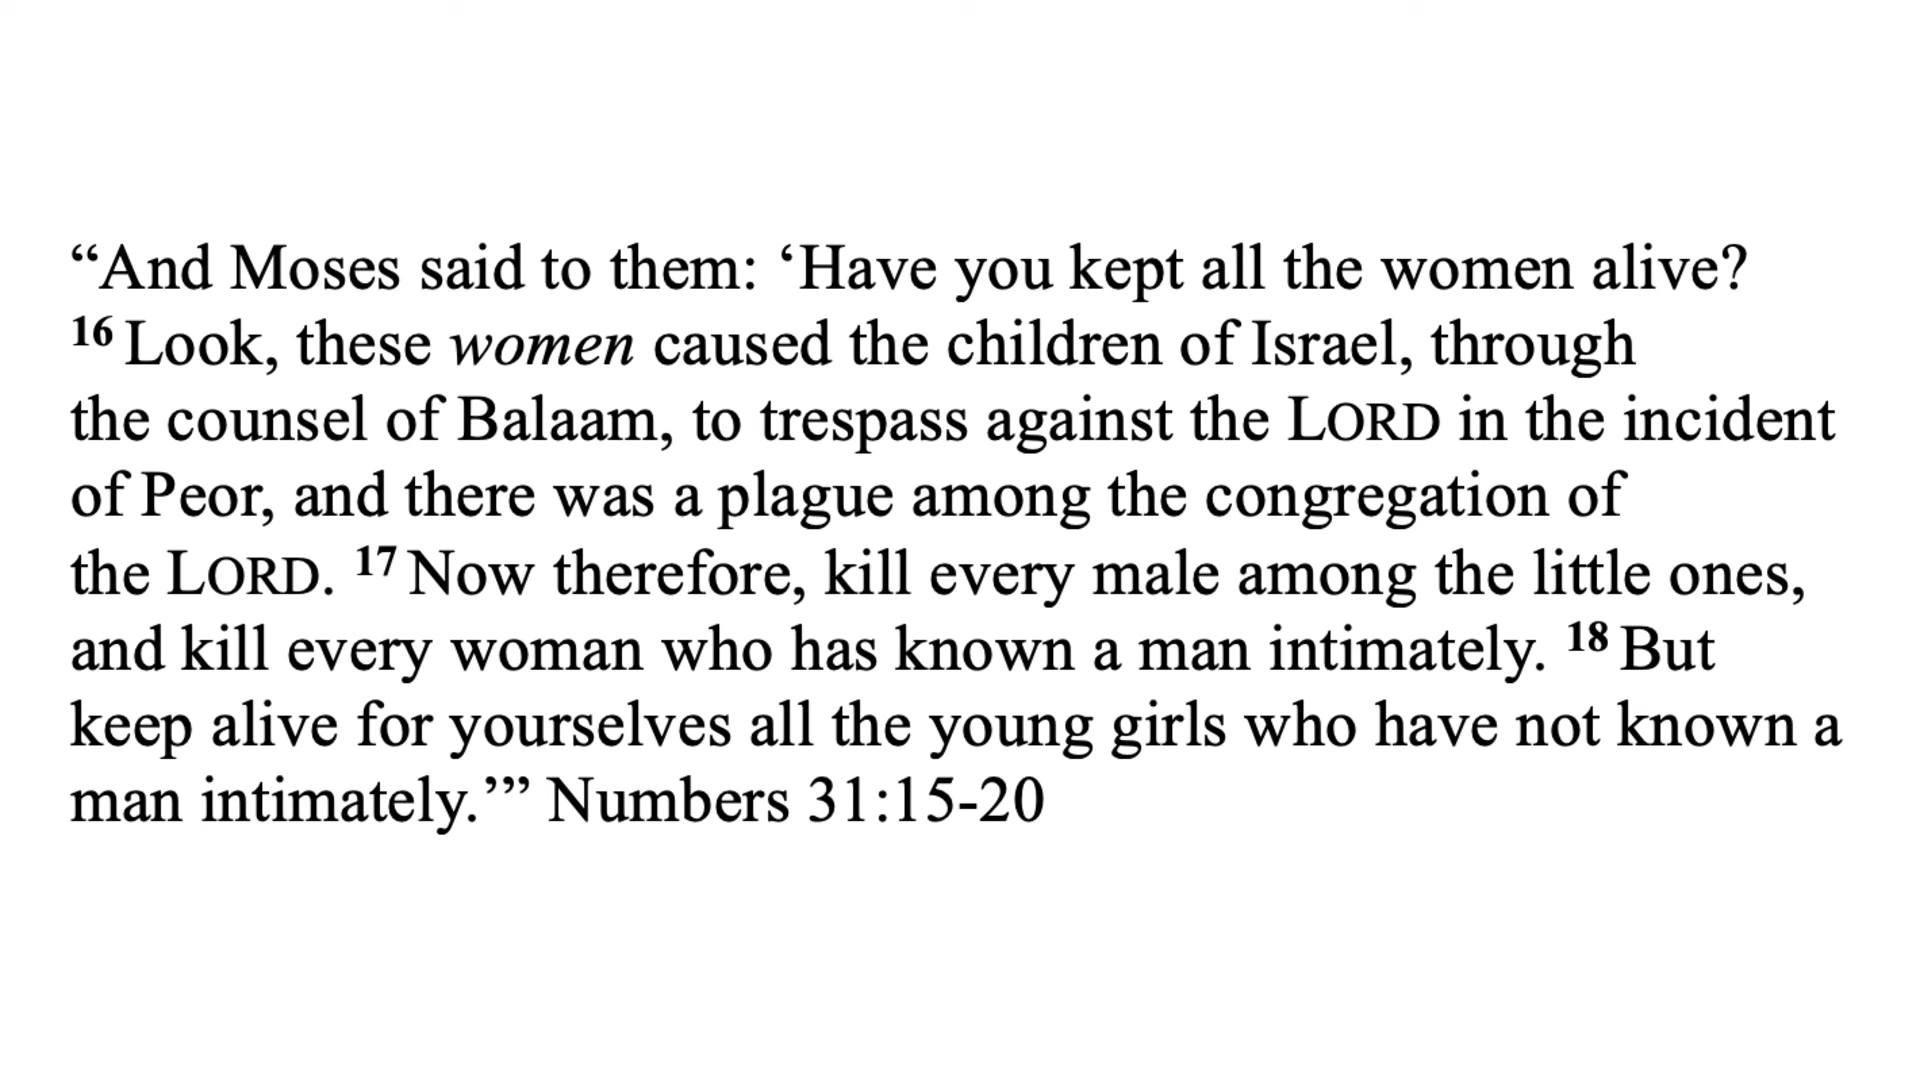 “And Moses said to them: ‘Have you kept all the women alive?
16 Look, these women caused the children of Israel, through
the counsel of Balaam, to trespass against the LORD in the incident
of Peor, and there was a plague among the congregation of
the LORD. 17 Now therefore, kill every male among the little ones,
and kill every woman who has known a man intimately. 18 But
keep alive for yourselves all the young girls who have not known a
man intimately.’” Numbers 31:15-20